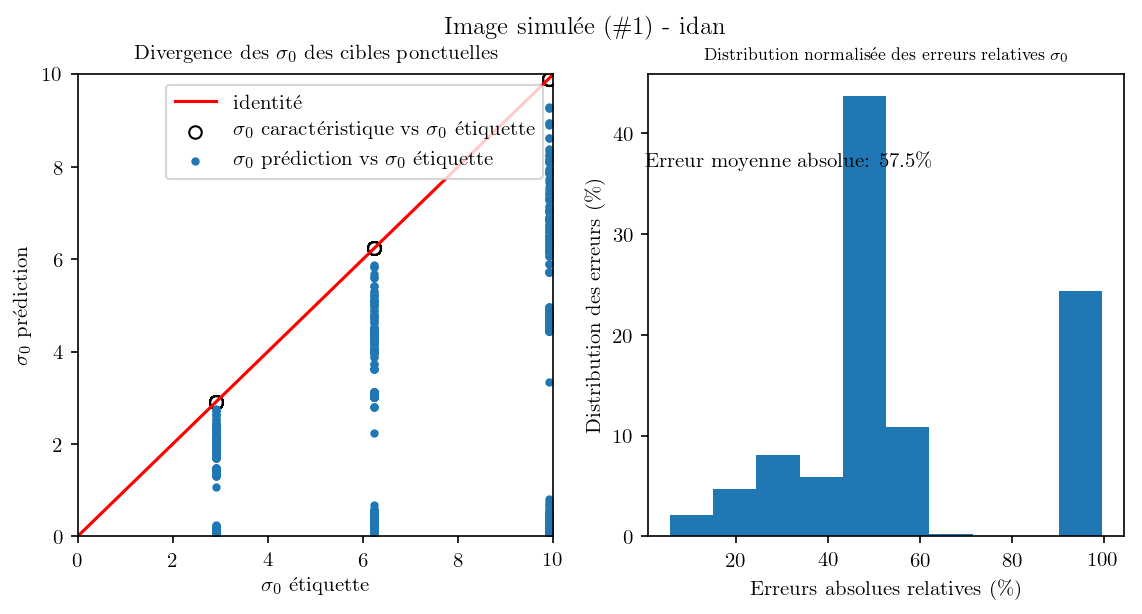 Image simulée (#1) - idan
Divergence des σ0 des cibles ponctuelles
identité
σ0 caractéristique vs σ0 étiquette
σ0 prédiction vs σ0 étiquette
10
8
6
4
2
0
σ0 prédiction
0 2 4 6 8 10
σ0 étiquette
Distribution normalisée des erreurs relatives σ0
Erreur moyenne absolue: 57.5%
40
30
20
10
0
Distribution des erreurs (%)
20 40 60 80 100
Erreurs absolues relatives (%)